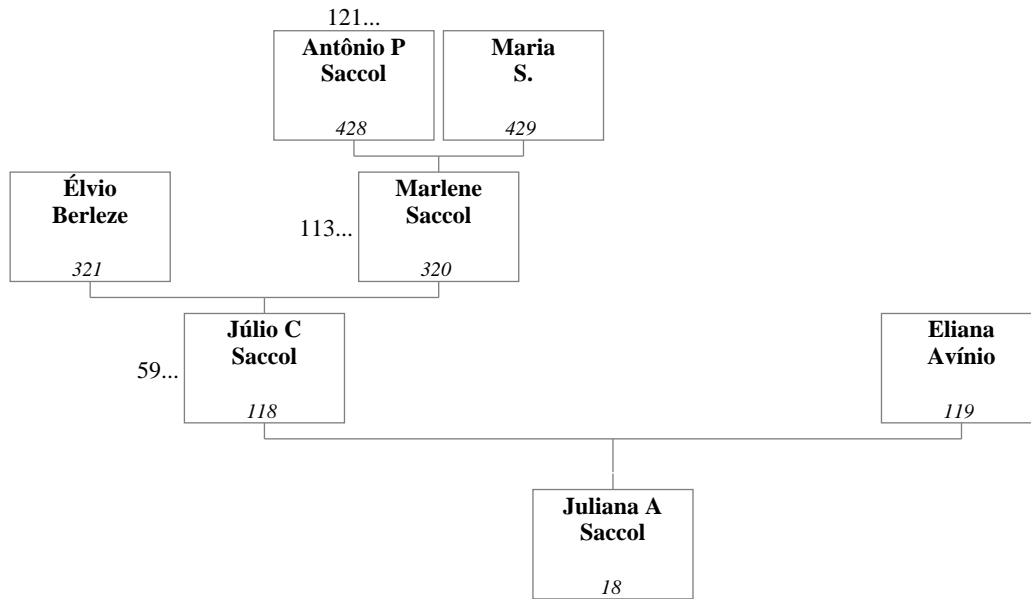 121...
Antônio P
Saccol
428
Maria
S.
429
Élvio
Berleze
321
113...
Marlene
Saccol
320
59...
Júlio C
Saccol
118
Eliana
Avínio
119
Juliana A
Saccol
18